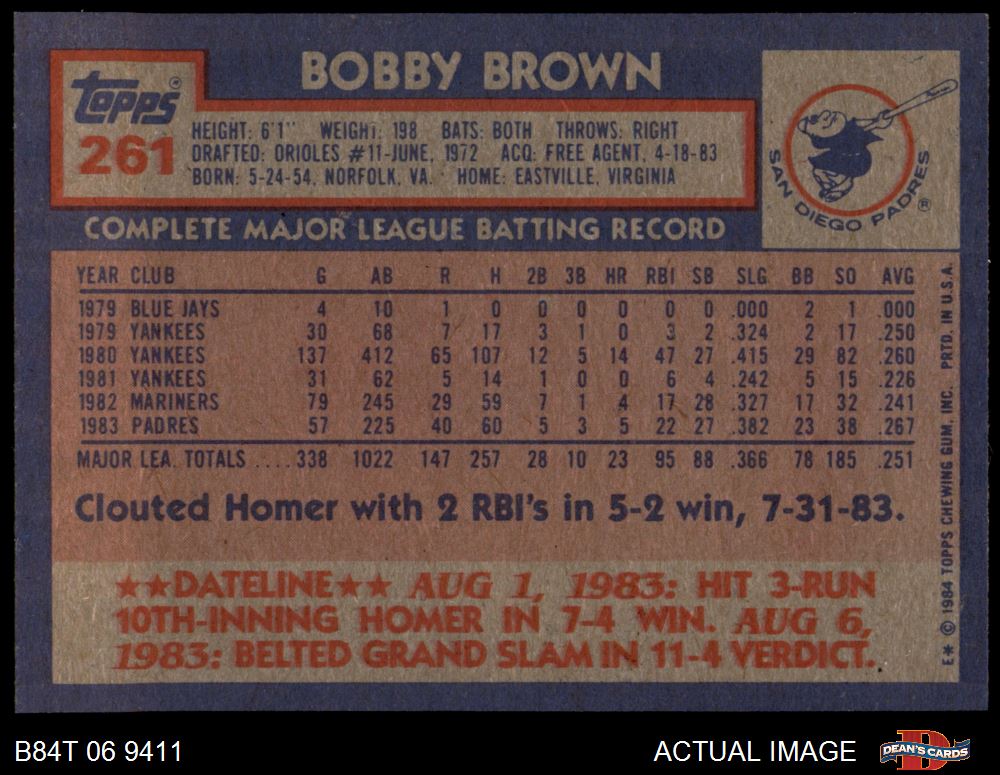 BOBBY BROWN
Topps®
261
HEIGHT: 6'1" WEIGHT: 198 BATS: BOTH THROWS: RIGHT
DRAFTED: ORIOLES #11-JUNE, 1972 ACQ: FREE AGENT, 4-18-83
BORN: 5-24-54, NORFOLK, VA. HOME: EASTVILLE, VIRGINIA
SAN DIEGO PADRES ®
COMPLETE MAJOR LEAGUE BATTING RECORD
YEAR CLUB G AB R H 2B 3B HR RBI SB SLG BB SO AVG
1979 BLUE JAYS 4 10 1 0 0 0 0 0 0 .000 2 1 .000
1979 YANKEES 30 68 7 17 3 1 0 3 2 .324 2 17 .250
1980 YANKEES 137 412 65 107 12 5 14 47 27 .415 29 82 .260
1981 YANKEES 31 62 5 14 1 0 0 6 4 .242 5 15 .226
1982 MARINERS 79 245 29 59 7 1 4 17 28 .327 17 32 .241
1983 PADRES 57 225 40 60 5 3 5 22 27 .382 23 38 .267
MAJOR LEA. TOTALS ....338 1022 147 257 28 10 23 95 88 .366 78 185 .251
Clouted Homer with 2 RBI's in 5-2 win, 7-31-83.
★★DATELINE★★ AUG 1, 1983: HIT 3-RUN
10TH-INNING HOMER IN 7-4 WIN. AUG 6,
1983: BELTED GRAND SLAM IN 11-4 VERDICT.
E* © 1984 TOPPS CHEWING GUM, INC. PRTD. IN U.S.A.
B84T 06 9411
ACTUAL IMAGE
D
DEAN'S CARDS